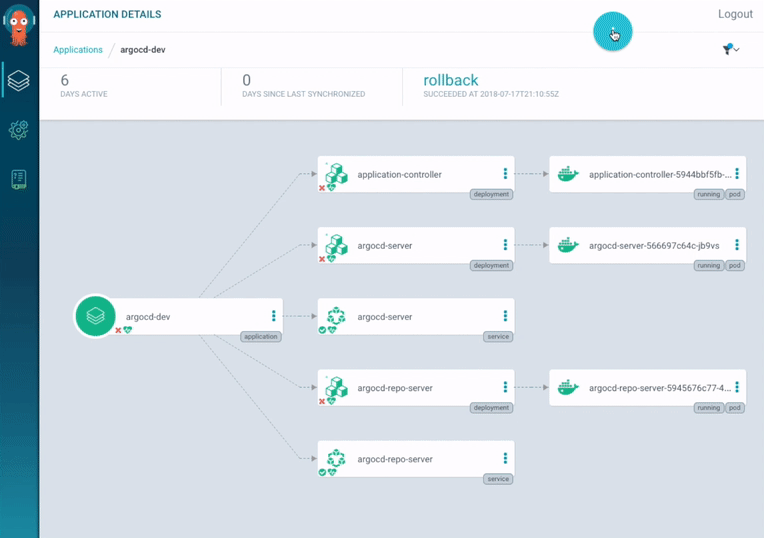 APPLICATION DETAILS
Logout
Applications / argocd-dev
6
DAYS ACTIVE
0
DAYS SINCE LAST SYNCHRONIZED
rollback
SUCCEEDED AT 2018-07-17T21:10:55Z
application-controller
deployment
application-controller-5944bbf5fb-...
running pod
argocd-server
deployment
argocd-server-566697c64c-jb9vs
running pod
argocd-dev
application
argocd-server
service
argocd-repo-server
deployment
argocd-repo-server-5945676c77-4...
running pod
argocd-repo-server
service